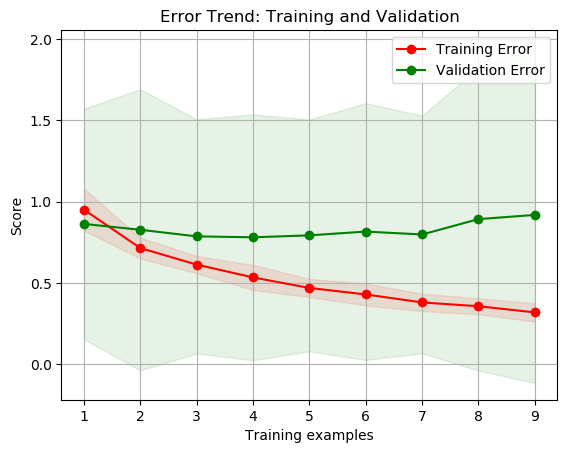 Error Trend: Training and Validation
2.0
1.5
1.0
0.5
0.0
Score
Training Error
Validation Error
1 2 3 4 5 6 7 8 9
Training examples